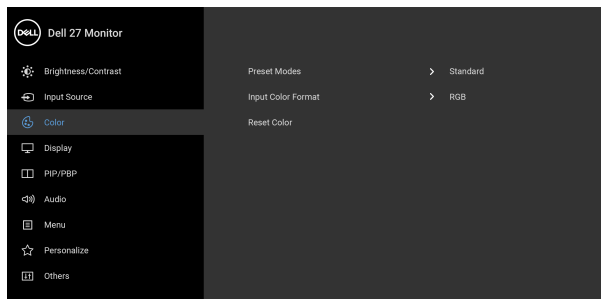 DELL Dell 27 Monitor
Brightness/Contrast
Input Source
Color
Display
PIP/PBP
Audio
Menu
Personalize
Others
Preset Modes > Standard
Input Color Format > RGB
Reset Color